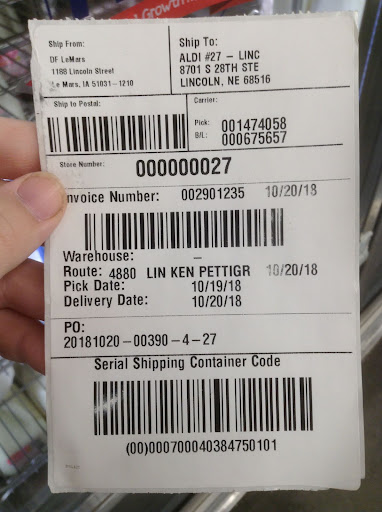 Growin
Ship From:
DF LeMars
1188 Lincoln Street
Le Mars, IA 51031-1210
Ship To:
ALDI #27 - LINC
8701 S 28TH STE
LINCOLN, NE 68516
Ship to Postal:
Carrier:
Pick: 001474058
B/L: 000675657
Store Number: 000000027
nvoice Number: 002901235 10/20/18
Warehouse: -
Route: 4880 LIN KEN PETTIGR 10/20/18
Pick Date: 10/19/18
Delivery Date: 10/20/18
PO:
20181020-00390-4-27
Serial Shipping Container Code
(00)000700040384750101